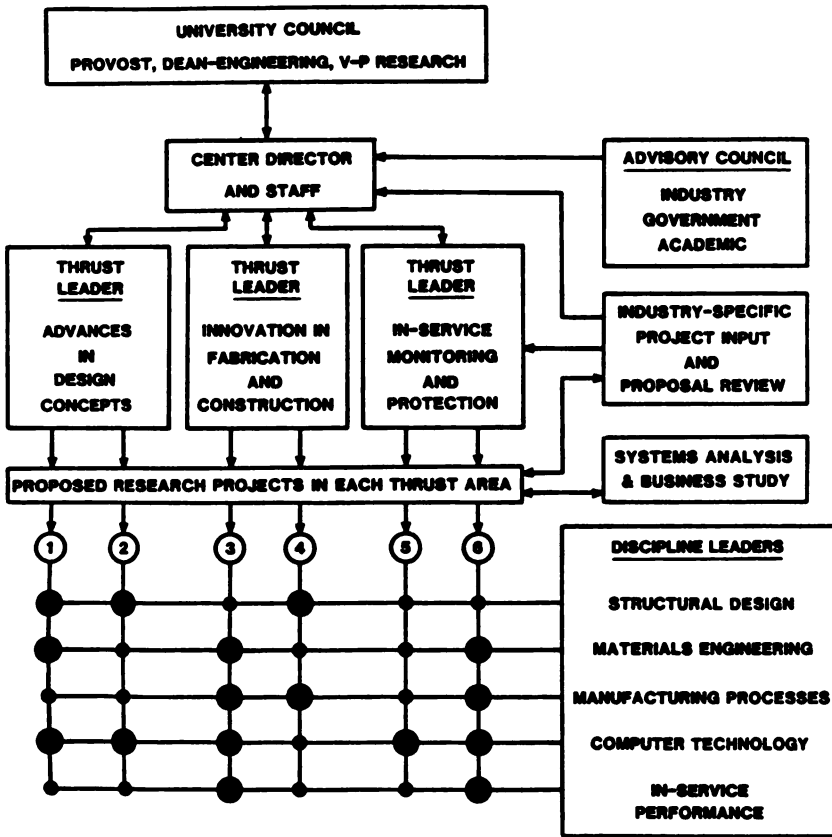 UNIVERSITY COUNCIL
PROVOST, DEAN-ENGINEERING, V-P RESEARCH
CENTER DIRECTOR
AND STAFF
ADVISORY COUNCIL
INDUSTRY
GOVERNMENT
ACADEMIC
THRUST
LEADER
ADVANCES
IN
DESIGN
CONCEPTS
THRUST
LEADER
INNOVATION IN
FABRICATION
AND
CONSTRUCTION
THRUST
LEADER
IN-SERVICE
MONITORING
AND
PROTECTION
INDUSTRY-SPECIFIC
PROJECT INPUT
AND
PROPOSAL REVIEW
PROPOSED RESEARCH PROJECTS IN EACH THRUST AREA
SYSTEMS ANALYSIS
& BUSINESS STUDY
1 2 3 4 5 6
DISCIPLINE LEADERS
STRUCTURAL DESIGN
MATERIALS ENGINEERING
MANUFACTURING PROCESSES
COMPUTER TECHNOLOGY
IN-SERVICE
PERFORMANCE